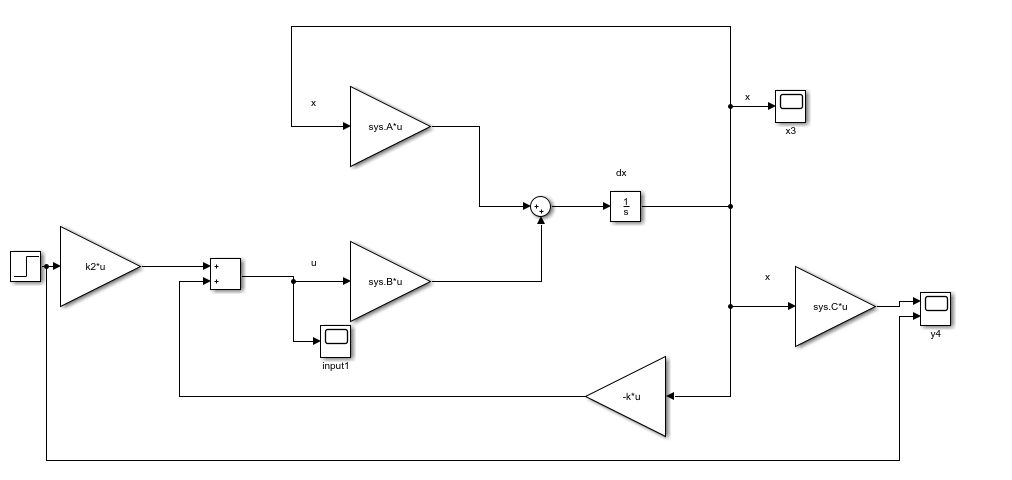 x
x
x3
sys.A*u
dx
1
s
+
+
k2*u
+
+
u
sys.B*u
input1
x
sys.C*u
y4
-k*u